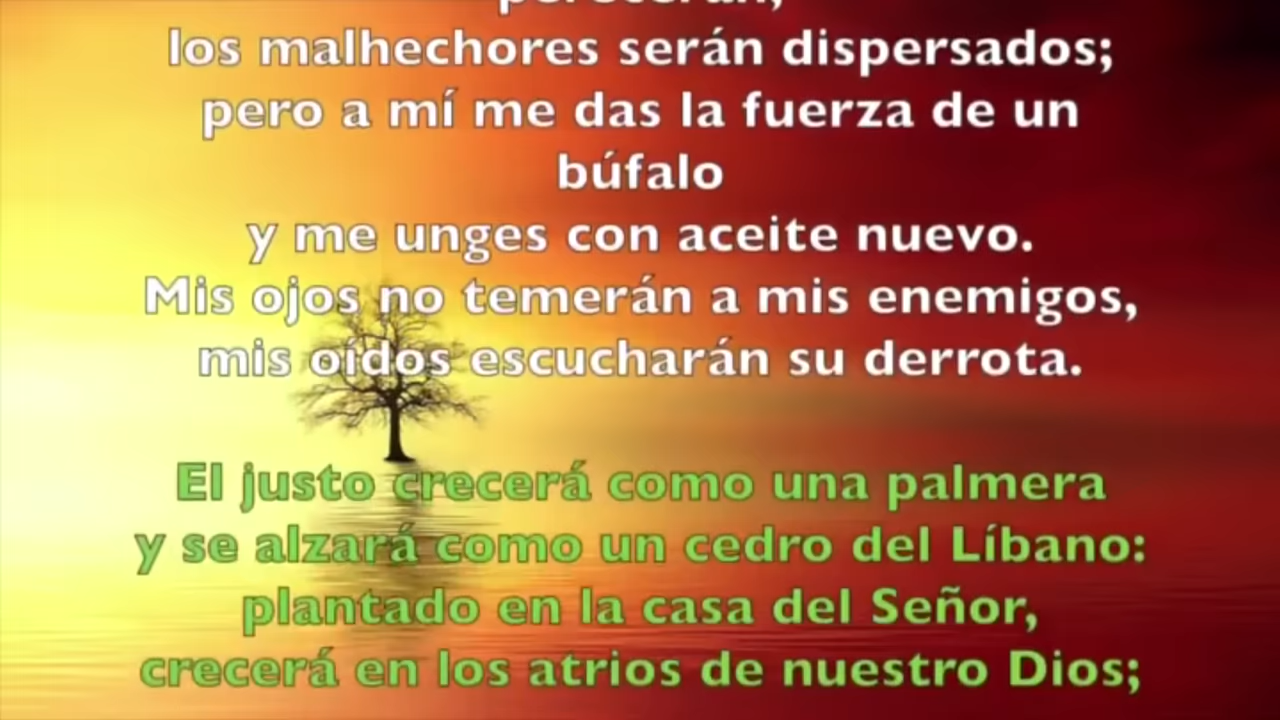 perecerán,
los malhechores serán dispersados;
pero a mí me das la fuerza de un
búfalo
y me unges con aceite nuevo.
Mis ojos no temerán a mis enemigos,
mis oídos escucharán su derrota.
El justo crecerá como una palmera
y se alzará como un cedro del Líbano:
plantado en la casa del Señor,
crecerá en los atrios de nuestro Dios;